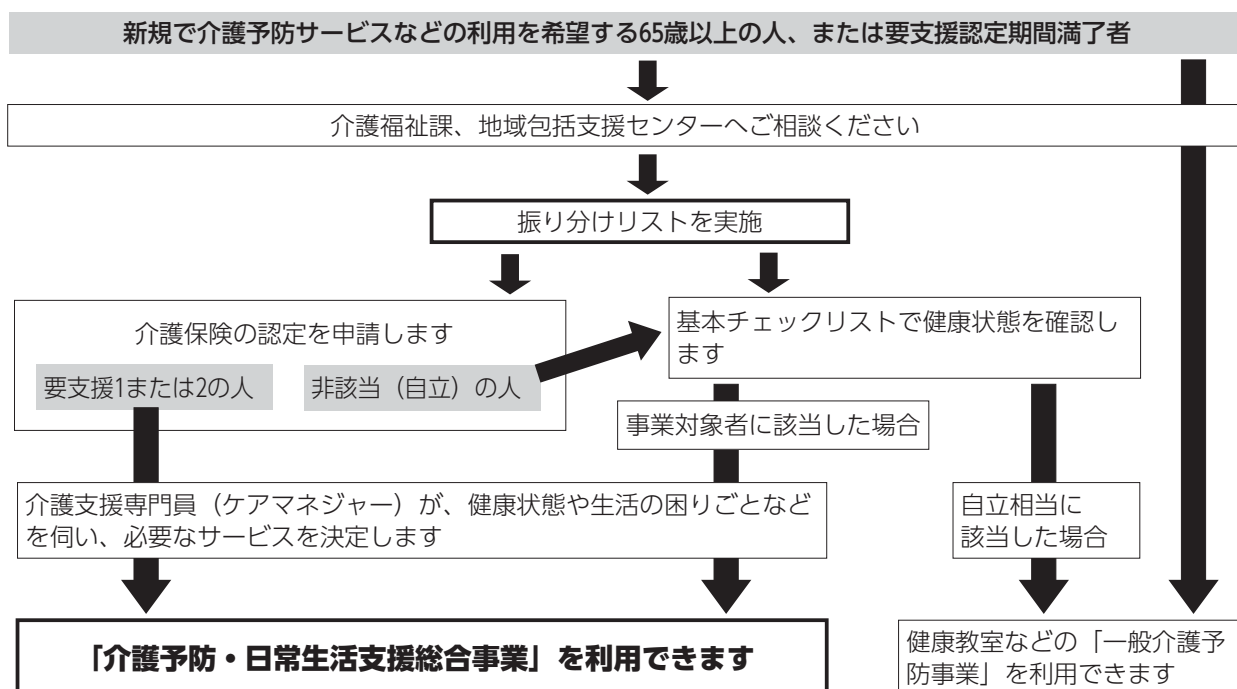 新規で介護予防サービスなどの利用を希望する65歳以上の人、または要支援認定期間満了者
介護福祉課、地域包括支援センターへご相談ください
振り分けリストを実施
介護保険の認定を申請します
要支援1または2の人
非該当（自立）の人
基本チェックリストで健康状態を確認し
ます
事業対象者に該当した場合
介護支援専門員（ケアマネジャー）が、健康状態や生活の困りごとなど
を伺い、必要なサービスを決定します
自立相当に
該当した場合
「介護予防・日常生活支援総合事業」を利用できます
健康教室などの「一般介護予
防事業」を利用できます